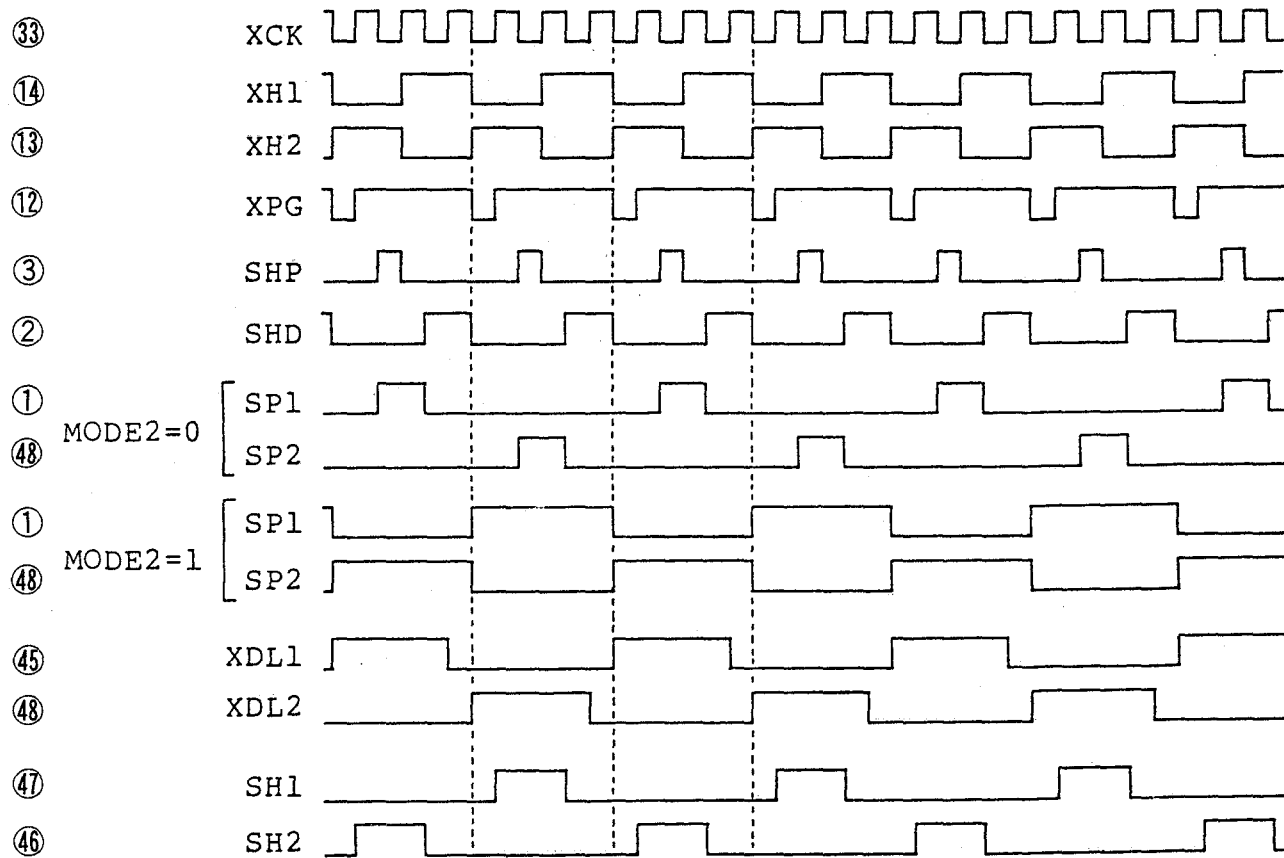 ㉝ XCK
⑭ XH1
⑬ XH2
⑫ XPG
③ SHP
② SHD
① SP1
MODE2=0
㊽ SP2
① SP1
MODE2=1
㊽ SP2
㊺ XDL1
㊽ XDL2
㊼ SH1
㊻ SH2